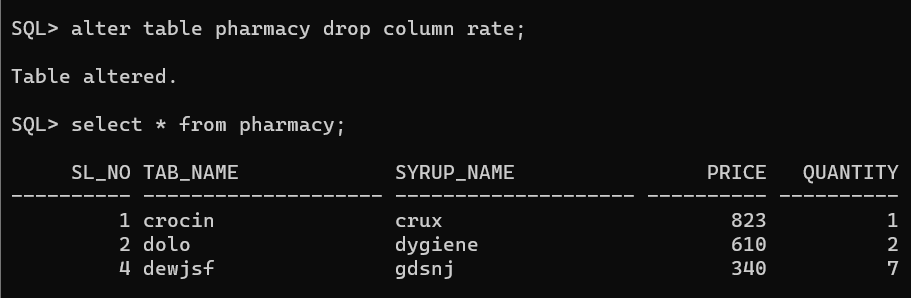 SQL> alter table pharmacy drop column rate;
Table altered.
SQL> select * from pharmacy;
     SL_NO TAB_NAME             SYRUP_NAME                PRICE   QUANTITY
---------- -------------------- -------------------- ---------- ----------
         1 crocin               crux                        823          1
         2 dolo                 dygiene                     610          2
         4 dewjsf               gdsnj                       340          7